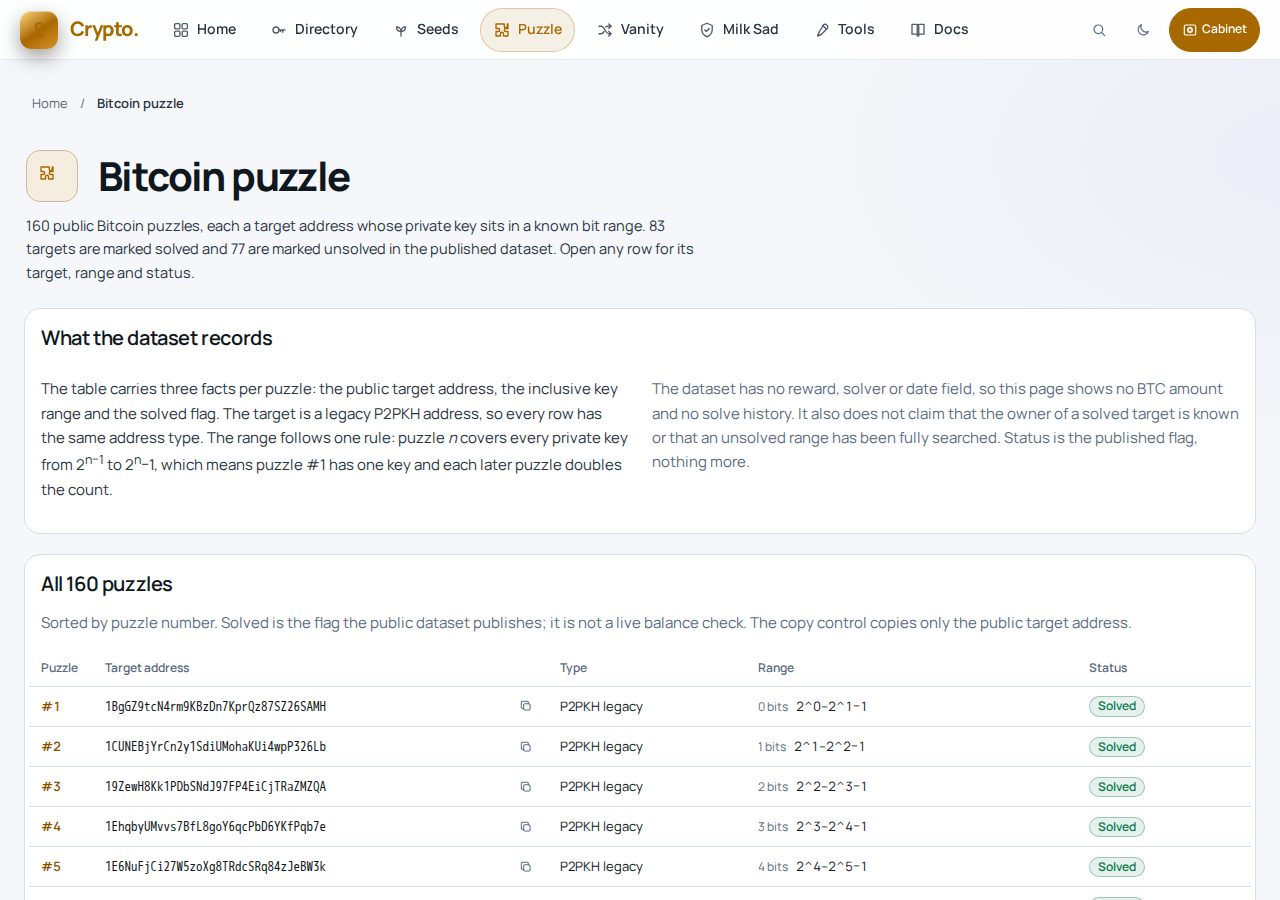 Crypto. Home Directory Seeds Puzzle Vanity Milk Sad Tools Docs Cabinet
Home / Bitcoin puzzle
Bitcoin puzzle
160 public Bitcoin puzzles, each a target address whose private key sits in a known bit range. 83
targets are marked solved and 77 are marked unsolved in the published dataset. Open any row for its
target, range and status.
What the dataset records
The table carries three facts per puzzle: the public target address, the inclusive key
range and the solved flag. The target is a legacy P2PKH address, so every row has
the same address type. The range follows one rule: puzzle n covers every private key
from 2^n−1 to 2^n−1, which means puzzle #1 has one key and each later puzzle doubles
the count.
The dataset has no reward, solver or date field, so this page shows no BTC amount
and no solve history. It also does not claim that the owner of a solved target is known
or that an unsolved range has been fully searched. Status is the published flag,
nothing more.
All 160 puzzles
Sorted by puzzle number. Solved is the flag the public dataset publishes; it is not a live balance check. The copy control copies only the public target address.
Puzzle Target address Type Range Status
#1 1BgGZ9tcN4rm9KBzDn7KprQz87SZ26SAMH P2PKH legacy 0 bits 2^0–2^1−1 Solved
#2 1CUNEBjYrCn2y1SdiUMohaKUi4wpP326Lb P2PKH legacy 1 bits 2^1–2^2−1 Solved
#3 19ZewH8Kk1PDbSNdJ97FP4EiCjTRaZMZQA P2PKH legacy 2 bits 2^2–2^3−1 Solved
#4 1EhqbyUMvvs7BfL8goY6qcPbD6YKfPqb7e P2PKH legacy 3 bits 2^3–2^4−1 Solved
#5 1E6NuFjCi27W5zoXg8TRdcSRq84zJeBW3k P2PKH legacy 4 bits 2^4–2^5−1 Solved